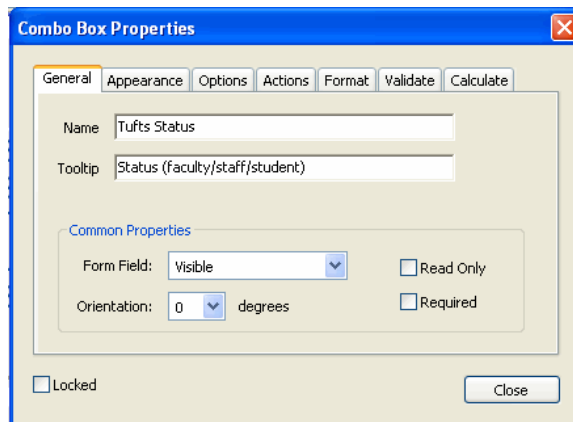 Combo Box Properties
General Appearance Options Actions Format Validate Calculate
Name Tufts Status
Tooltip Status (faculty/staff/student)
Common Properties
Form Field: Visible Read Only
Orientation: 0 degrees Required
Locked Close